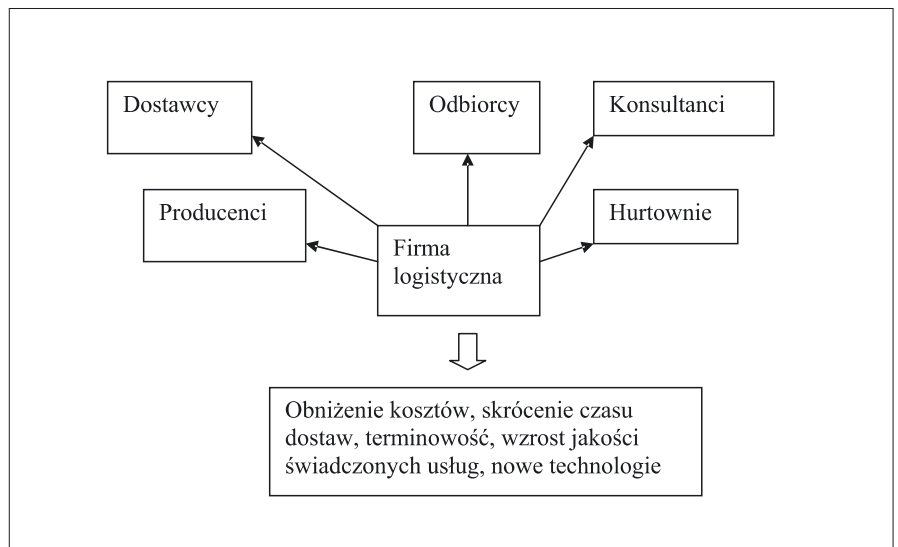 Dostawcy
Odbiorcy
Konsultanci
Producenci
Hurtownie
Firma
logistyczna
Obniżenie kosztów, skrócenie czasu
dostaw, terminowość, wzrost jakości
świadczonych usług, nowe technologie